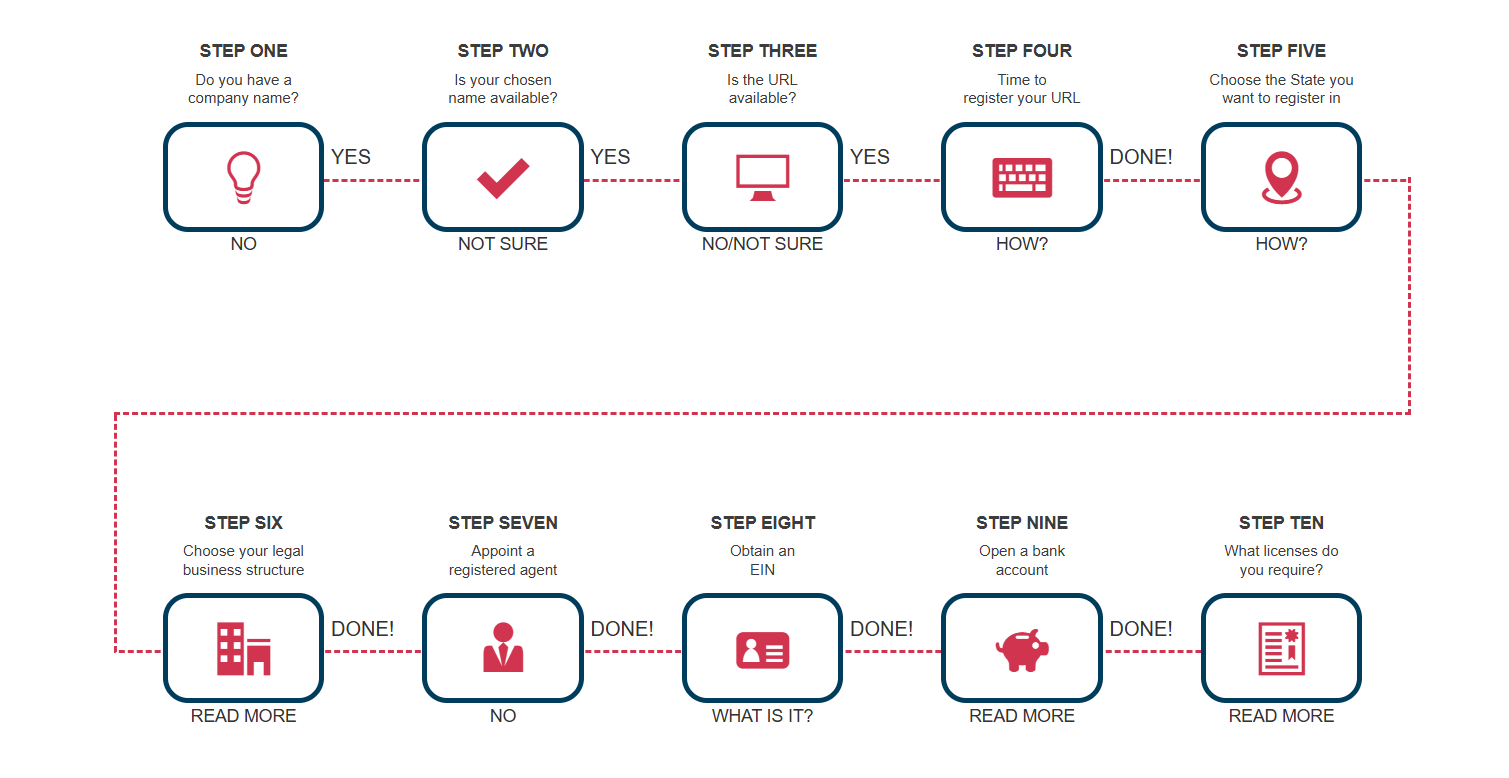 STEP ONE
Do you have a
company name?
YES
NO
STEP TWO
Is your chosen
name available?
YES
NOT SURE
STEP THREE
Is the URL
available?
YES
NO/NOT SURE
STEP FOUR
Time to
register your URL
DONE!
HOW?
STEP FIVE
Choose the State you
want to register in
HOW?
STEP SIX
Choose your legal
business structure
DONE!
READ MORE
STEP SEVEN
Appoint a
registered agent
DONE!
NO
STEP EIGHT
Obtain an
EIN
DONE!
WHAT IS IT?
STEP NINE
Open a bank
account
DONE!
READ MORE
STEP TEN
What licenses do
you require?
READ MORE